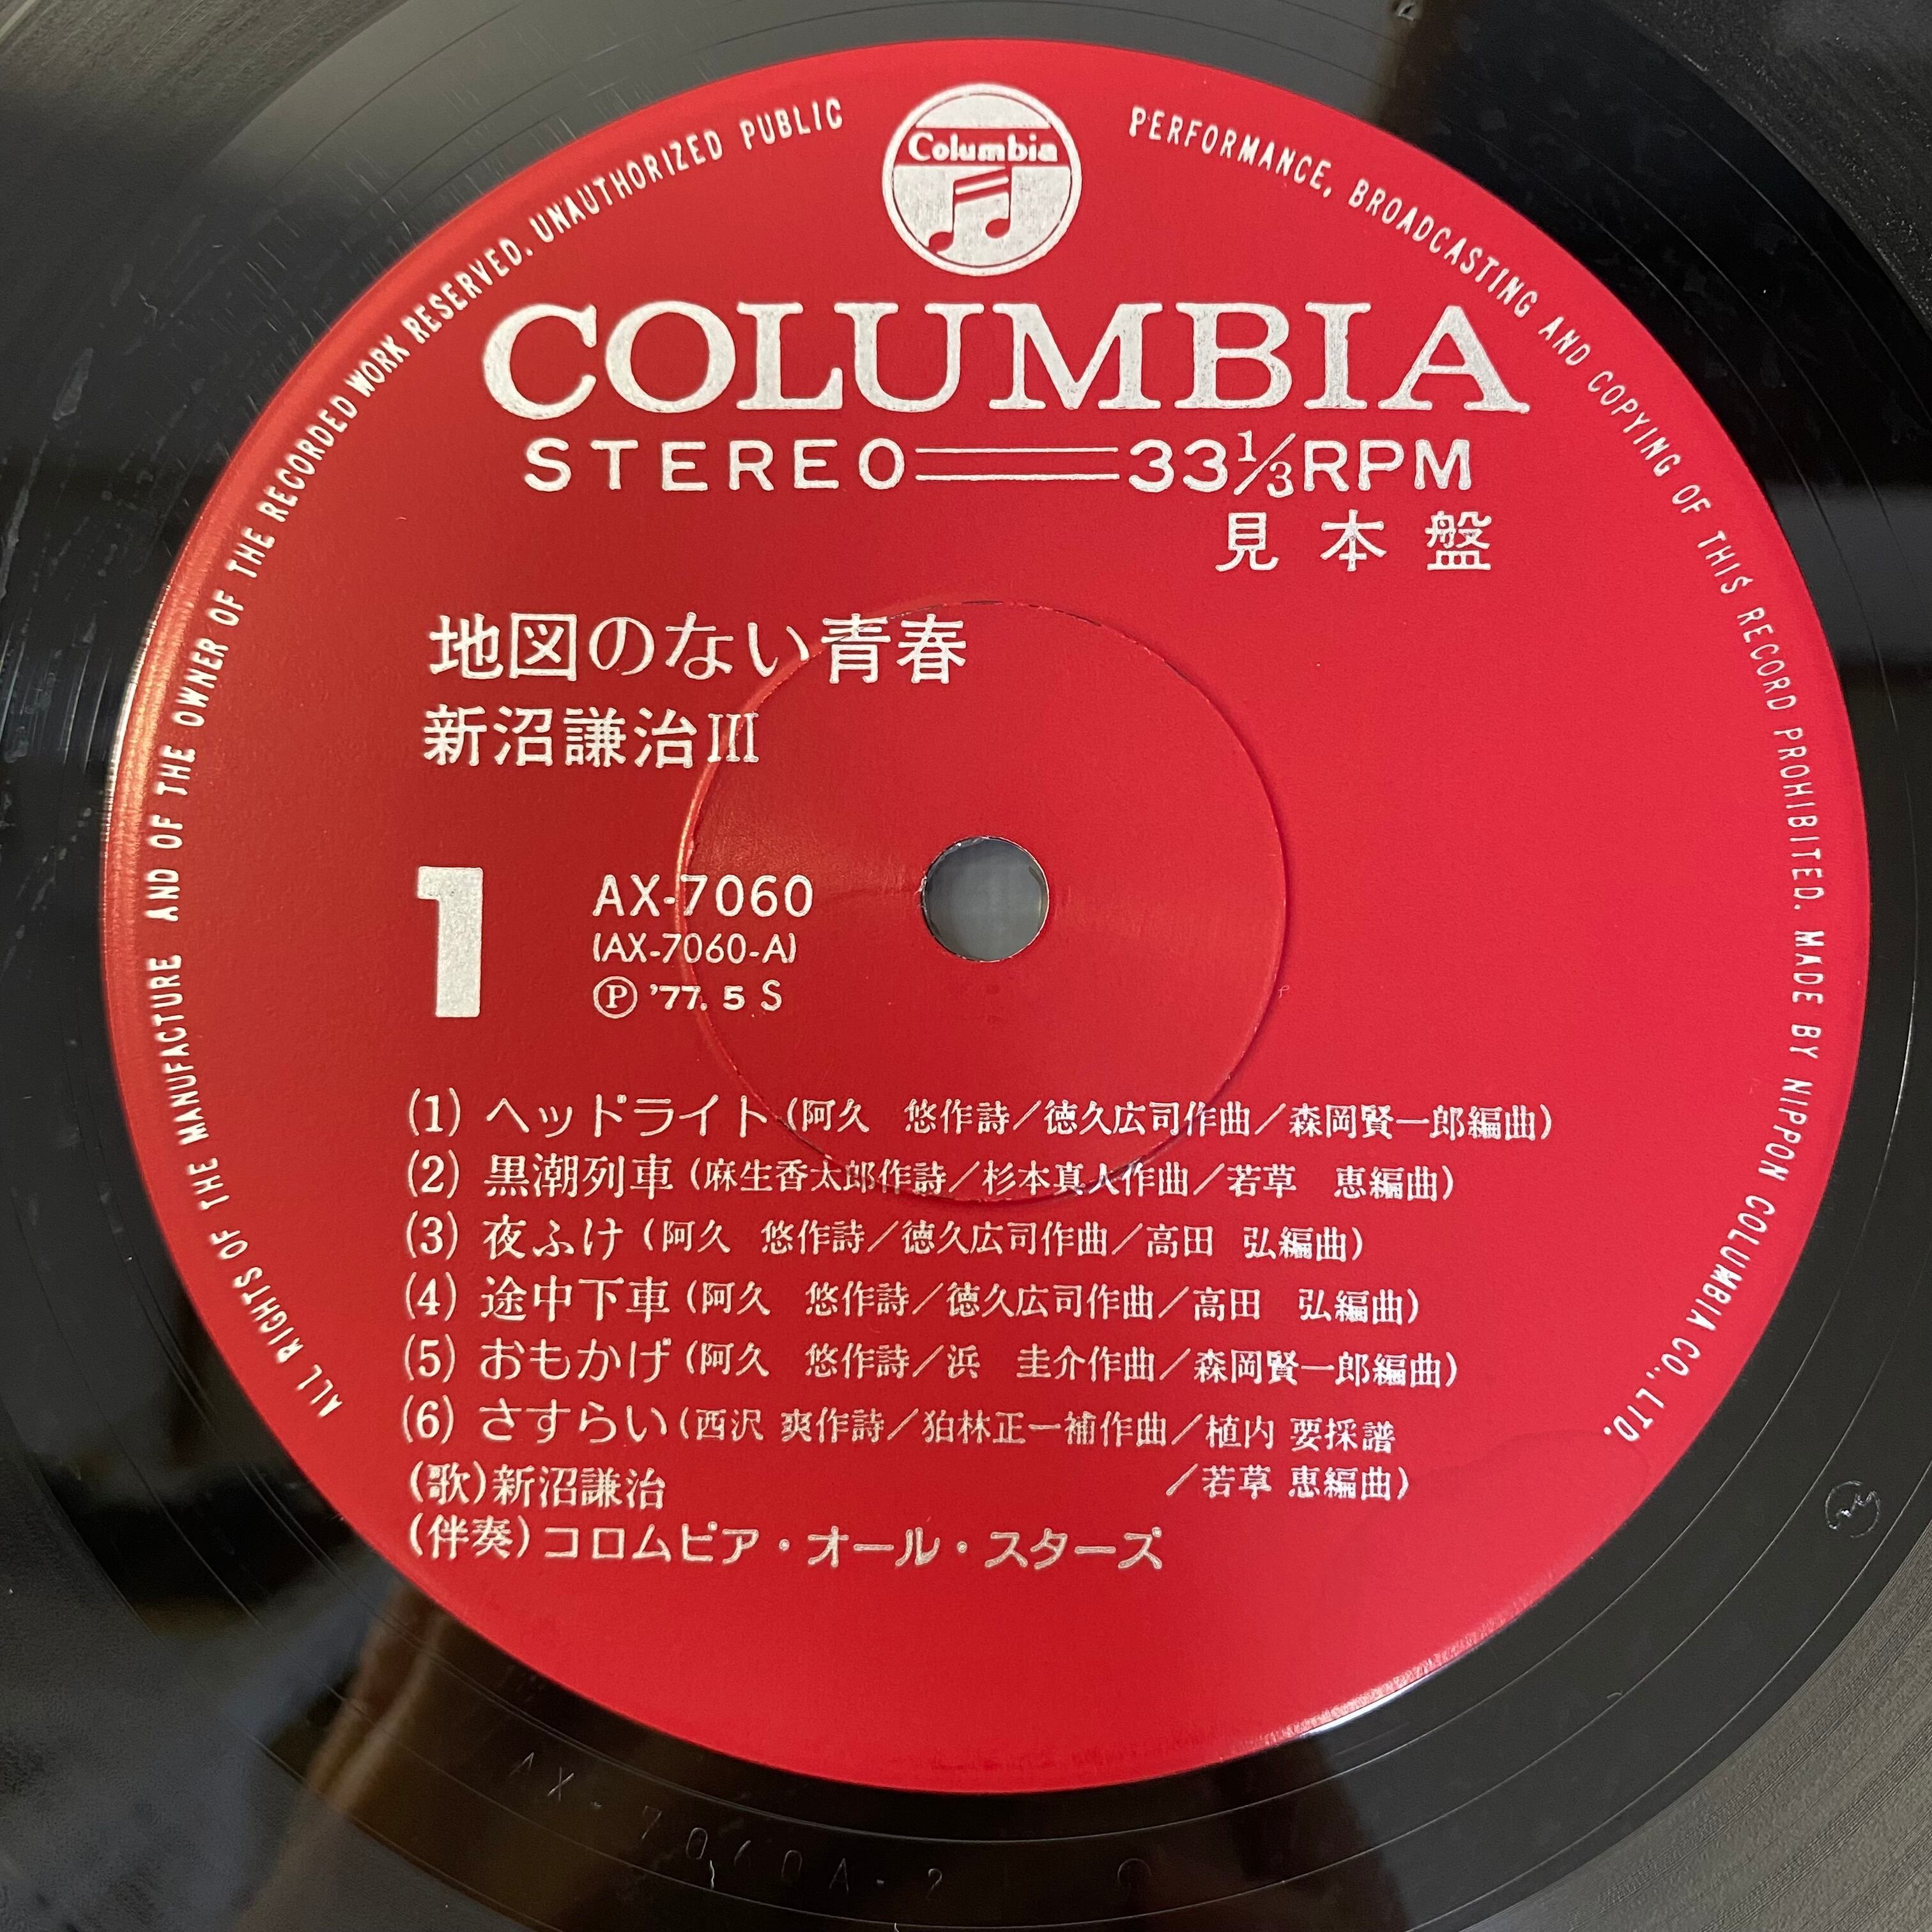 ALL RIGHTS OF THE MANUFACTURE AND OF THE OWNER OF THE RECORDED WORK RESERVED. UNAUTHORIZED PUBLIC PERFORMANCE, BROADCASTING AND COPYING OF THIS RECORD PROHIBITED. MADE BY NIPPON COLUMBIA CO., LTD.
Columbia
COLUMBIA
STEREO 33 1/3 RPM
見本盤
地図のない青春
新沼謙治III
1
AX-7060
(AX-7060-A)
Ⓟ '77. 5 S
(1) ヘッドライト (阿久 悠作詩/徳久広司作曲/森岡賢一郎編曲)
(2) 黒潮列車 (麻生香太郎作詩/杉本真人作曲/若草 恵編曲)
(3) 夜ふけ (阿久 悠作詩/徳久広司作曲/高田 弘編曲)
(4) 途中下車 (阿久 悠作詩/徳久広司作曲/高田 弘編曲)
(5) おもかげ (阿久 悠作詩/浜 圭介作曲/森岡賢一郎編曲)
(6) さすらい (西沢 爽作詩/狛林正一補作曲/植内 要採譜
/若草 恵編曲)
(歌)新沼謙治
(伴奏)コロムビア・オール・スターズ
AX-7060A-2